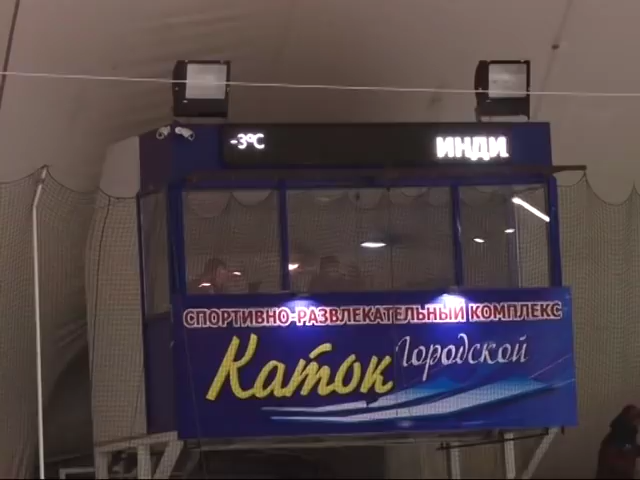 -3°C ИНДИ
СПОРТИВНО-РАЗВЛЕКАТЕЛЬНЫЙ КОМПЛЕКС
Каток Городской